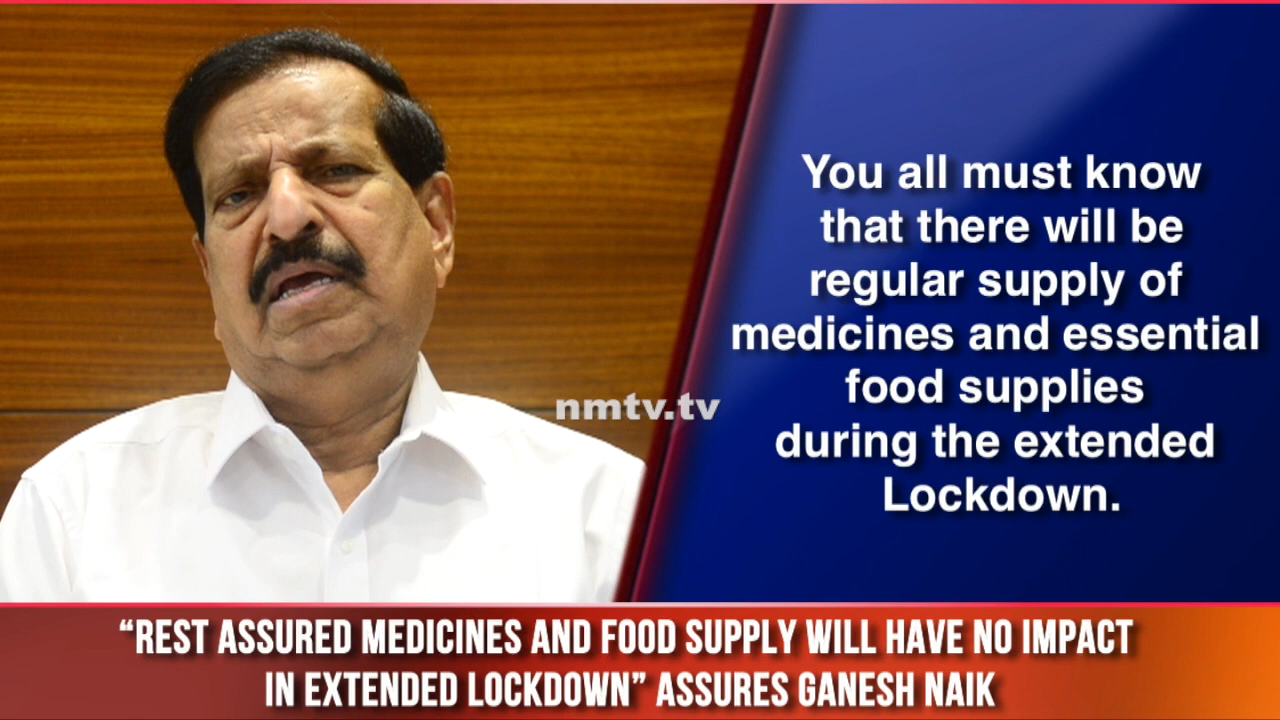 You all must know
that there will be
regular supply of
medicines and essential
food supplies
during the extended
Lockdown.
nmtv.tv
“REST ASSURED MEDICINES AND FOOD SUPPLY WILL HAVE NO IMPACT
IN EXTENDED LOCKDOWN” ASSURES GANESH NAIK